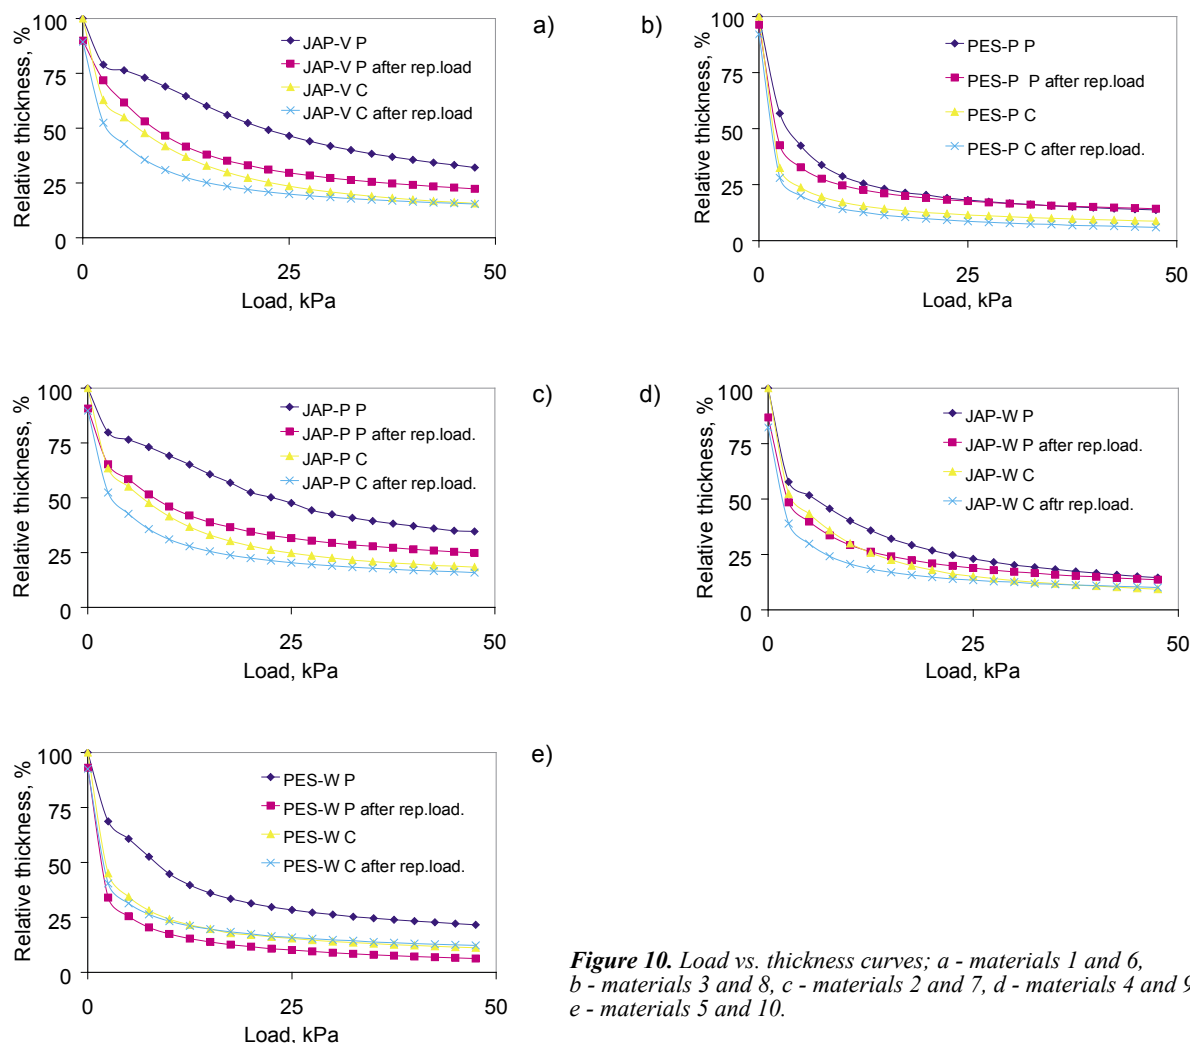 a)
Relative thickness, %
100
75
50
25
0
0
25
50
Load, kPa
JAP-V P
JAP-V P after rep.load
JAP-V C
JAP-V C after rep.load
b)
Relative thickness, %
100
75
50
25
0
0
25
50
Load, kPa
PES-P P
PES-P P after rep.load
PES-P C
PES-P C after rep.load.
c)
Relative thickness, %
100
75
50
25
0
0
25
50
Load, kPa
JAP-P P
JAP-P P after rep.load.
JAP-P C
JAP-P C after rep.load.
d)
Relative thickness, %
100
75
50
25
0
0
25
50
Load, kPa
JAP-W P
JAP-W P after rep.load.
JAP-W C
JAP-W C aftr rep.load.
e)
Relative thickness, %
100
75
50
25
0
0
25
50
Load, kPa
PES-W P
PES-W P after rep.load.
PES-W C
PES-W C after rep.load.
Figure 10. Load vs. thickness curves; a - materials 1 and 6,
b - materials 3 and 8, c - materials 2 and 7, d - materials 4 and 9
e - materials 5 and 10.